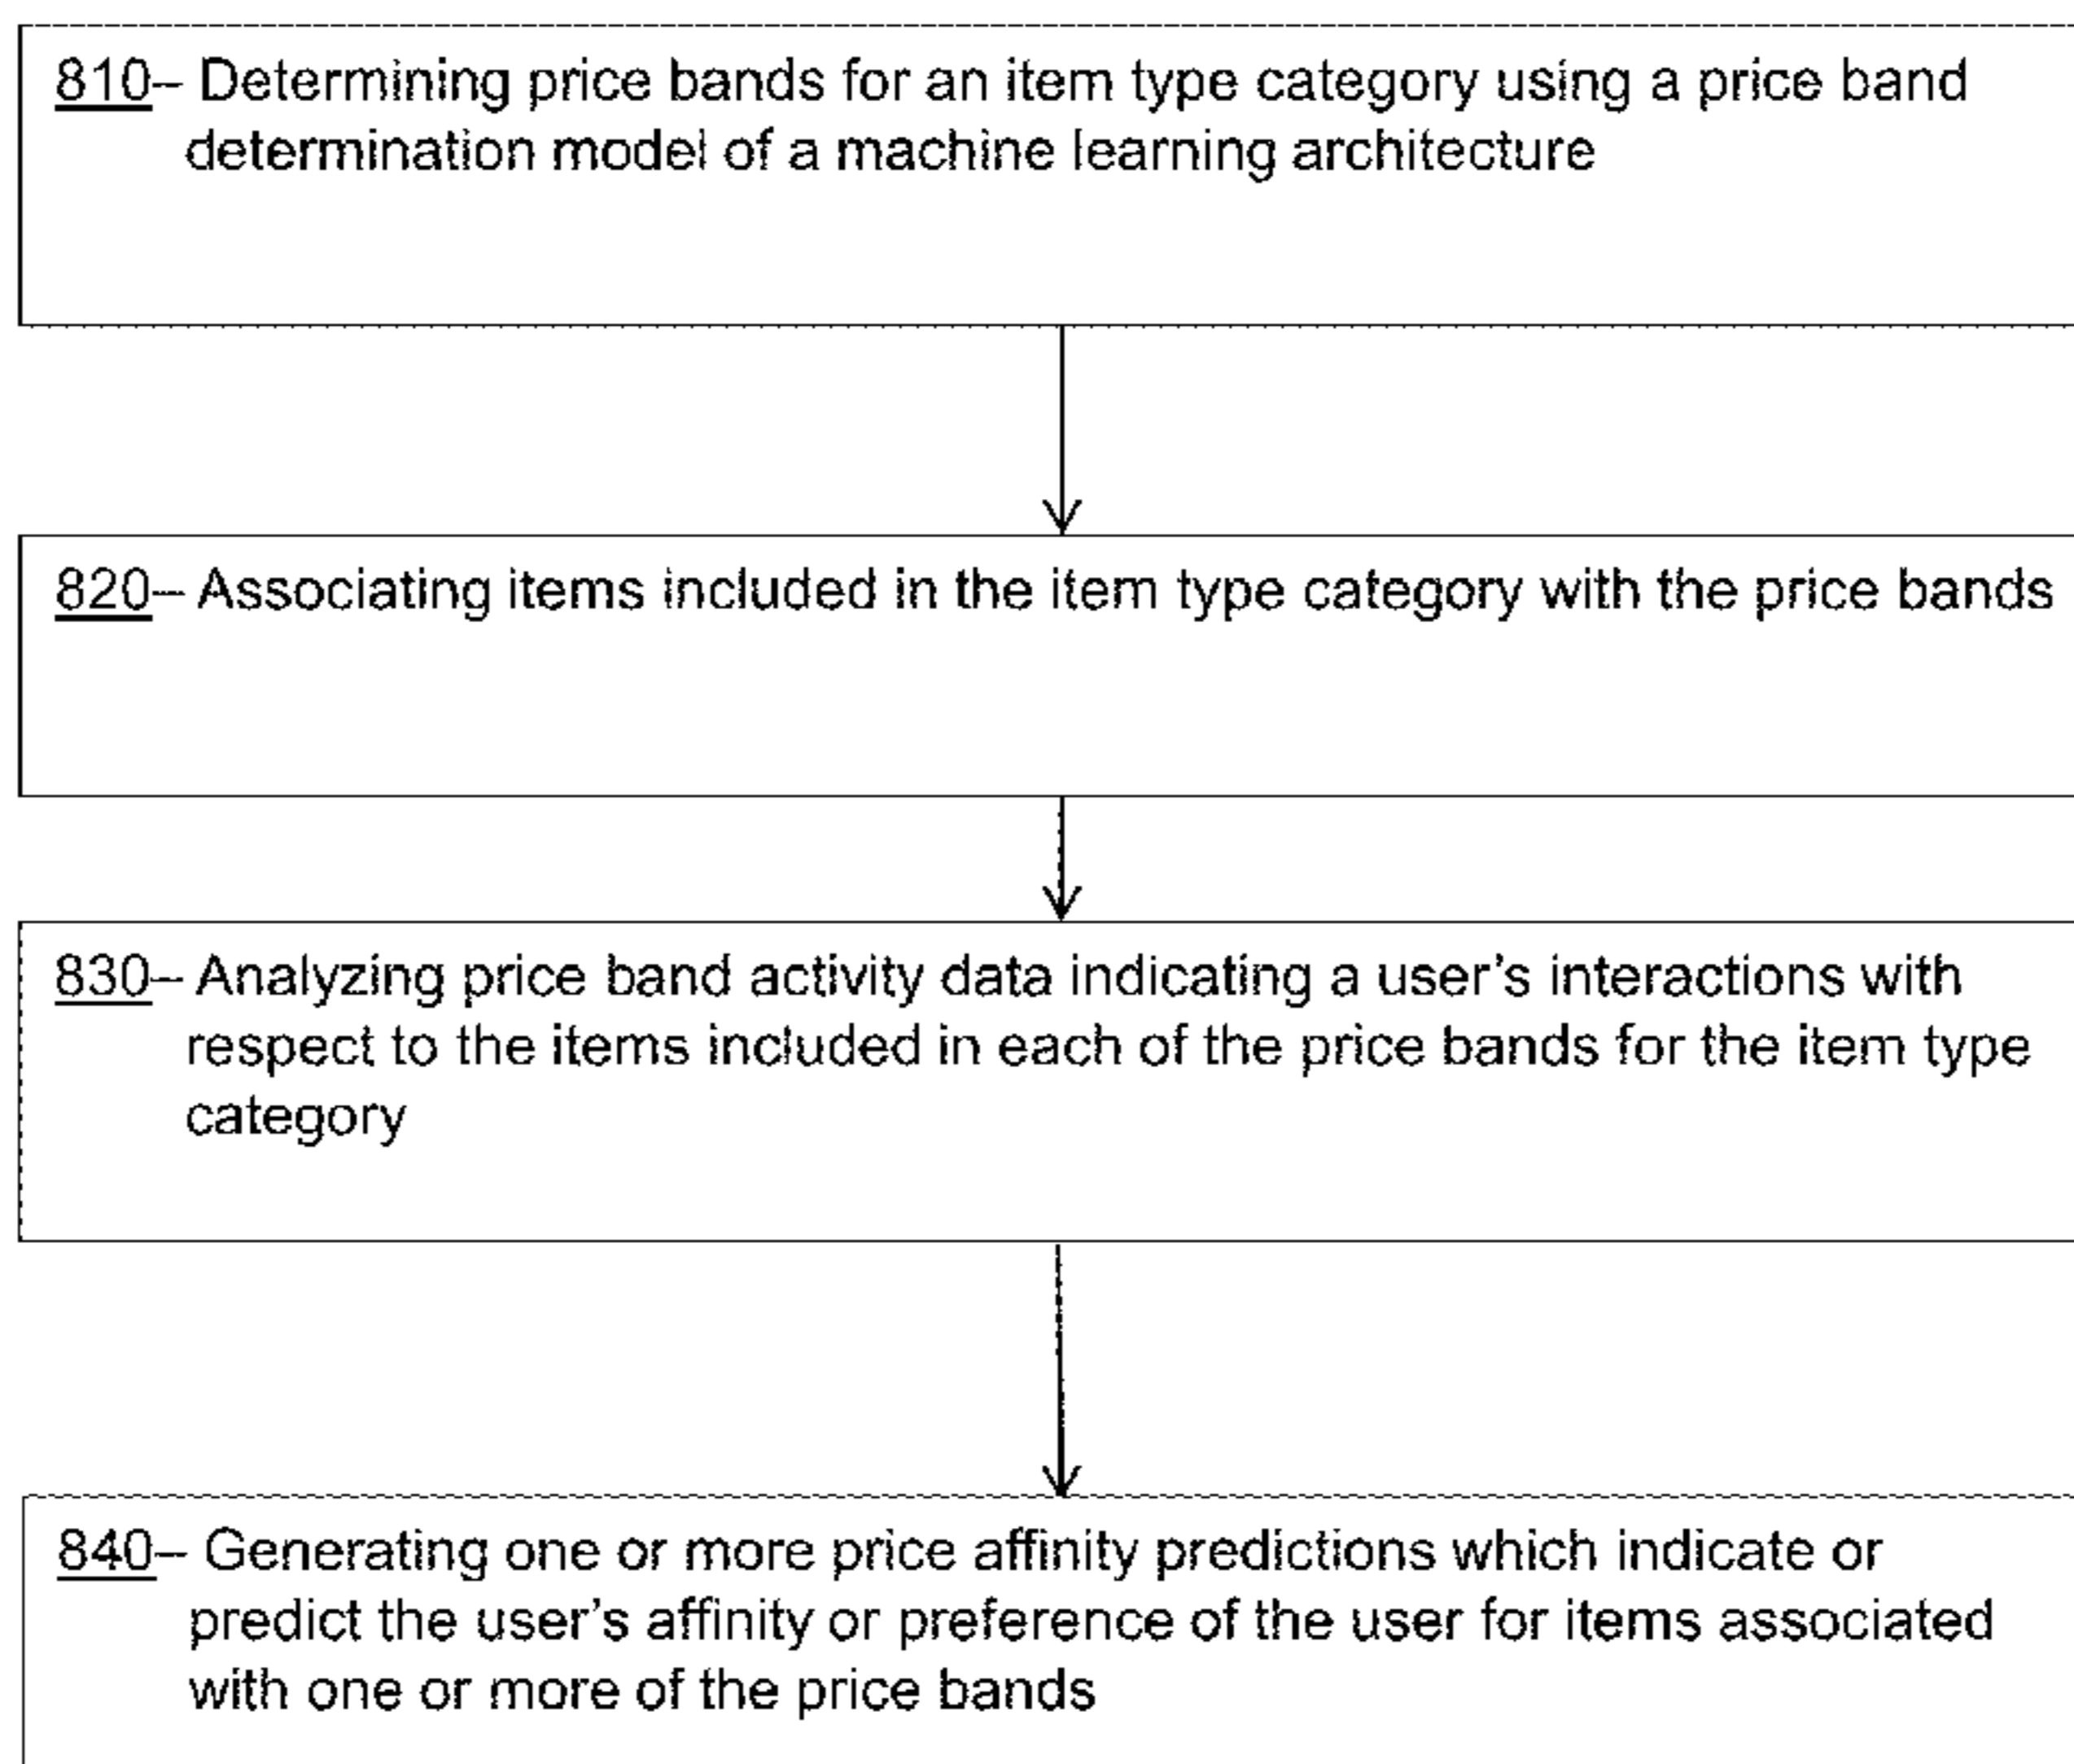 810– Determining price bands for an item type category using a price band
determination model of a machine learning architecture
820– Associating items included in the item type category with the price bands
830– Analyzing price band activity data indicating a user’s interactions with
respect to the items included in each of the price bands for the item type
category
840– Generating one or more price affinity predictions which indicate or
predict the user’s affinity or preference of the user for items associated
with one or more of the price bands